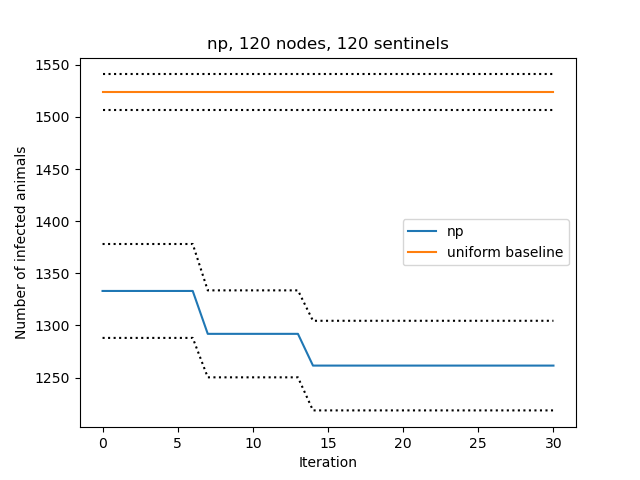 np, 120 nodes, 120 sentinels
Number of infected animals
1550
1500
1450
1400
1350
1300
1250
np
uniform baseline
0 5 10 15 20 25 30
Iteration